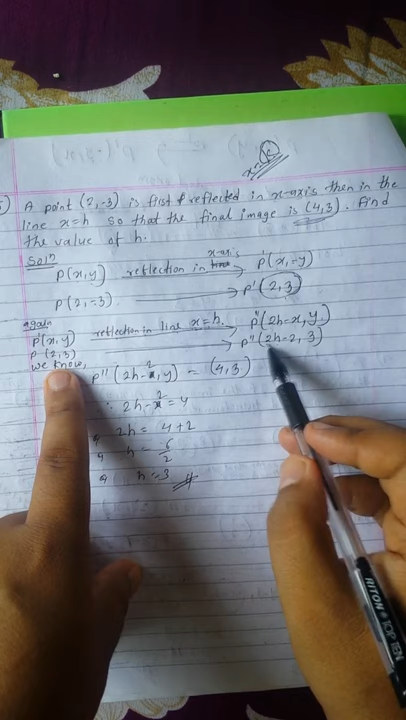 A point (2,-3) is first reflected in x-axis then in the
line x=h so that the final image is (4,3). Find
the value of h.
Solⁿ
P(x,y) reflection in x-axis → P'(x,-y)
P(2,-3) → P'(2,3)
again
P'(x,y) reflection in line x=h. → P''(2h-x,y)
P'(2,3) → P''(2h-2, 3)
we know,
P''(2h-2,y) = (4,3)
∴ 2h-2=4
2h = 4+2
h = 6/2
h=3
RITON TOP TEN